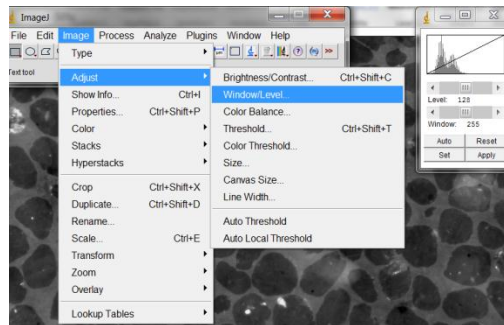 ImageJ
File Edit Image Process Analyze Plugins Window Help
Text tool
Type
Adjust
Show Info... Ctrl+I
Properties... Ctrl+Shift+P
Color
Stacks
Hyperstacks
Crop Ctrl+Shift+X
Duplicate... Ctrl+Shift+D
Rename...
Scale... Ctrl+E
Transform
Zoom
Overlay
Lookup Tables
Brightness/Contrast... Ctrl+Shift+C
Window/Level...
Color Balance...
Threshold... Ctrl+Shift+T
Color Threshold...
Size...
Canvas Size...
Line Width...
Auto Threshold
Auto Local Threshold
Level: 128
Window: 255
Auto Reset
Set Apply